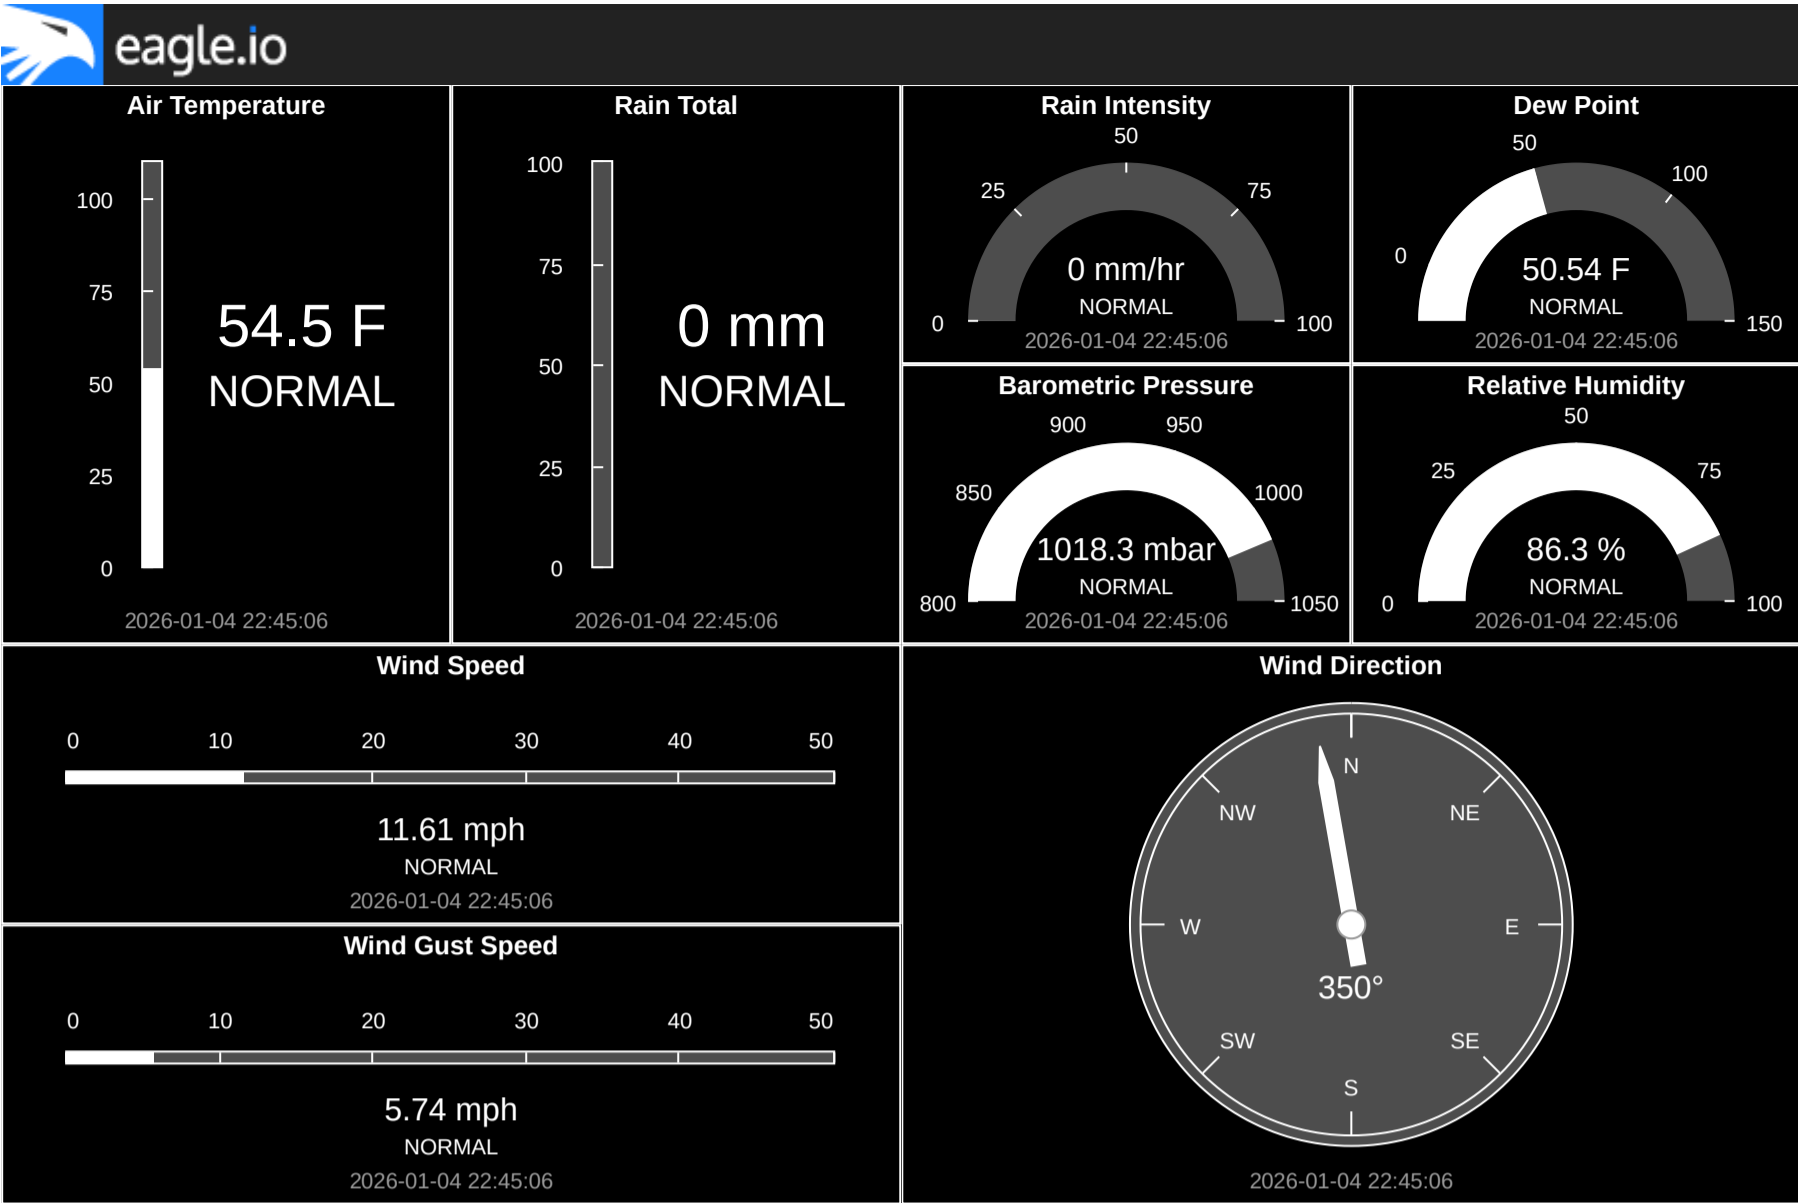 eagle.io
Air Temperature
100
75
50
25
0
54.5 F
NORMAL
2026-01-04 22:45:06
Rain Total
100
75
50
25
0
0 mm
NORMAL
2026-01-04 22:45:06
Rain Intensity
50
25
75
0
100
0 mm/hr
NORMAL
2026-01-04 22:45:06
Dew Point
50
100
0
150
50.54 F
NORMAL
2026-01-04 22:45:06
Barometric Pressure
900
950
850
1000
800
1050
1018.3 mbar
NORMAL
2026-01-04 22:45:06
Relative Humidity
50
25
75
0
100
86.3 %
NORMAL
2026-01-04 22:45:06
Wind Speed
0 10 20 30 40 50
11.61 mph
NORMAL
2026-01-04 22:45:06
Wind Gust Speed
0 10 20 30 40 50
5.74 mph
NORMAL
2026-01-04 22:45:06
Wind Direction
N
NW NE
W E
350°
SW SE
S
2026-01-04 22:45:06